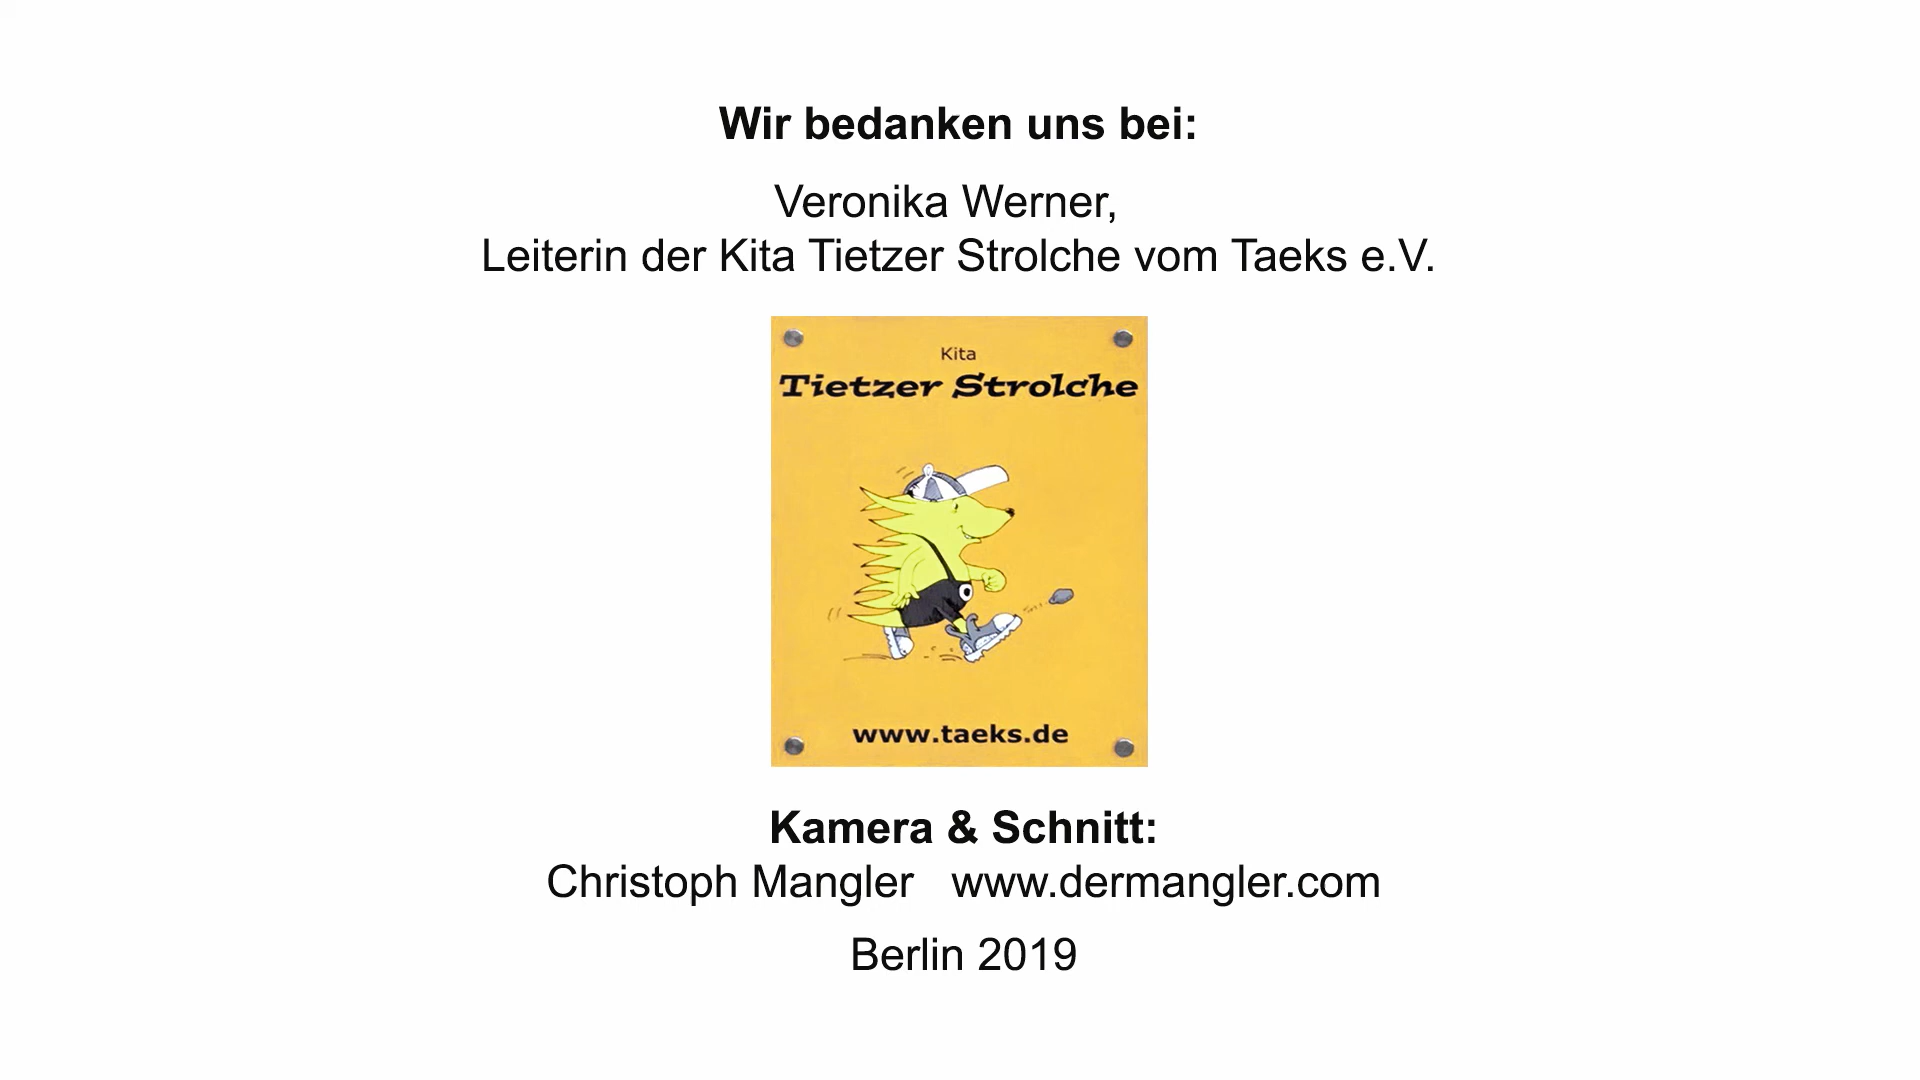 Wir bedanken uns bei:
Veronika Werner,
Leiterin der Kita Tietzer Strolche vom Taeks e.V.
Kita
Tietzer Strolche
www.taeks.de
Kamera & Schnitt:
Christoph Mangler www.dermangler.com
Berlin 2019